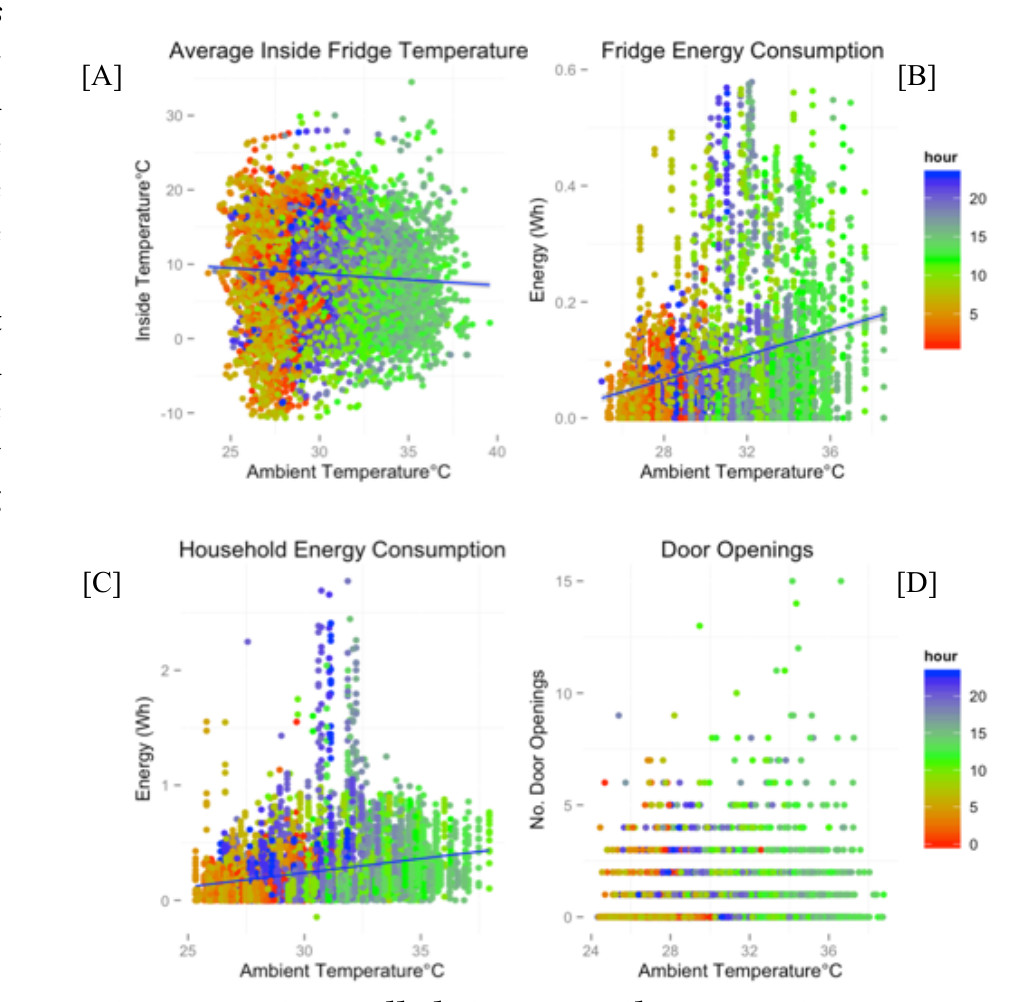 Average Inside Fridge Temperature
[A]
Inside Temperature°C
30
20
10
0
-10
25 30 35 40
Ambient Temperature°C
Fridge Energy Consumption
[B]
Energy (Wh)
0.6
0.4
0.2
0.0
28 32 36
Ambient Temperature°C
hour
20
15
10
5
Household Energy Consumption
[C]
Energy (Wh)
2
1
0
25 30 35
Ambient Temperature°C
Door Openings
[D]
No. Door Openings
15
10
5
0
24 28 32 36
Ambient Temperature°C
hour
20
15
10
5
0